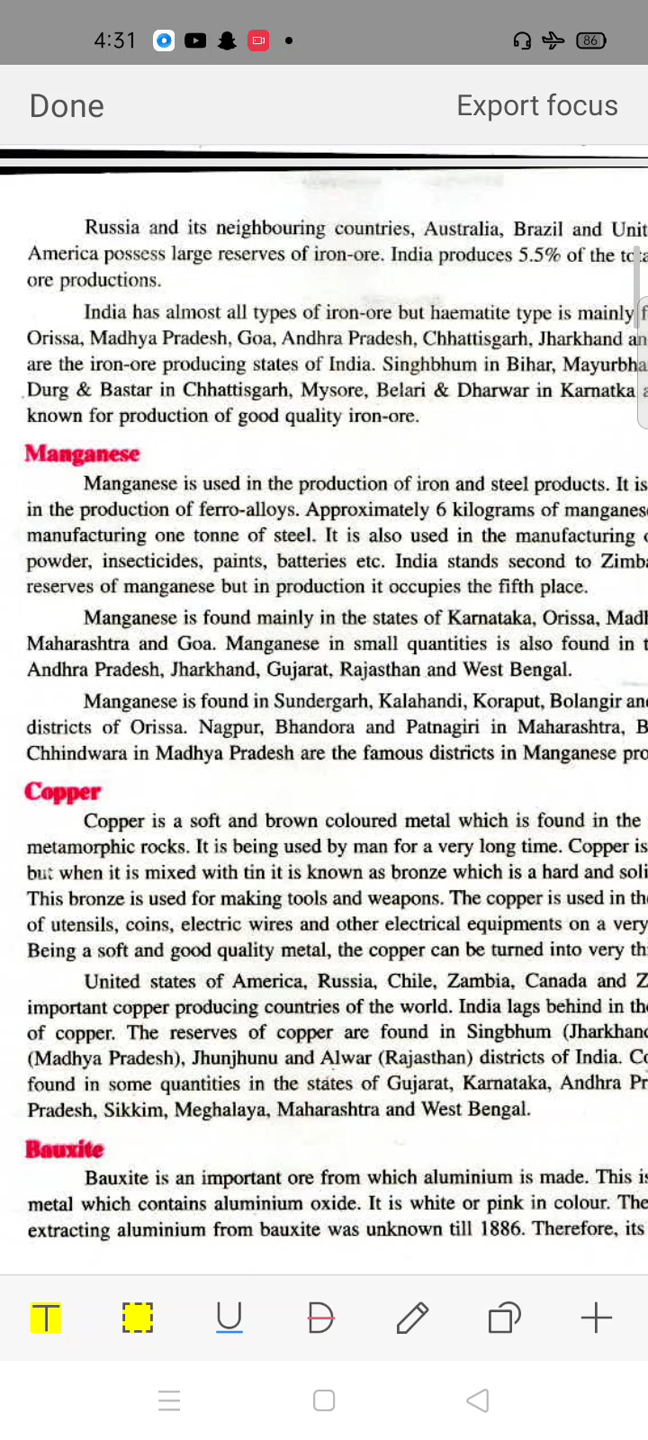 4:31
86
Done
Export focus
Russia and its neighbouring countries, Australia, Brazil and Unit
America possess large reserves of iron-ore. India produces 5.5% of the tota
ore productions.
India has almost all types of iron-ore but haematite type is mainly f
Orissa, Madhya Pradesh, Goa, Andhra Pradesh, Chhattisgarh, Jharkhand an
are the iron-ore producing states of India. Singhbhum in Bihar, Mayurbha
Durg & Bastar in Chhattisgarh, Mysore, Belari & Dharwar in Karnatka a
known for production of good quality iron-ore.
Manganese
Manganese is used in the production of iron and steel products. It is
in the production of ferro-alloys. Approximately 6 kilograms of manganes
manufacturing one tonne of steel. It is also used in the manufacturing
powder, insecticides, paints, batteries etc. India stands second to Zimba
reserves of manganese but in production it occupies the fifth place.
Manganese is found mainly in the states of Karnataka, Orissa, Madh
Maharashtra and Goa. Manganese in small quantities is also found in t
Andhra Pradesh, Jharkhand, Gujarat, Rajasthan and West Bengal.
Manganese is found in Sundergarh, Kalahandi, Koraput, Bolangir an
districts of Orissa. Nagpur, Bhandora and Patnagiri in Maharashtra, B
Chhindwara in Madhya Pradesh are the famous districts in Manganese pro
Copper
Copper is a soft and brown coloured metal which is found in the
metamorphic rocks. It is being used by man for a very long time. Copper is
but when it is mixed with tin it is known as bronze which is a hard and soli
This bronze is used for making tools and weapons. The copper is used in the
of utensils, coins, electric wires and other electrical equipments on a very
Being a soft and good quality metal, the copper can be turned into very th
United states of America, Russia, Chile, Zambia, Canada and Z
important copper producing countries of the world. India lags behind in the
of copper. The reserves of copper are found in Singbhum (Jharkhand
(Madhya Pradesh), Jhunjhunu and Alwar (Rajasthan) districts of India. Co
found in some quantities in the states of Gujarat, Karnataka, Andhra Pr
Pradesh, Sikkim, Meghalaya, Maharashtra and West Bengal.
Bauxite
Bauxite is an important ore from which aluminium is made. This is
metal which contains aluminium oxide. It is white or pink in colour. The
extracting aluminium from bauxite was unknown till 1886. Therefore, its